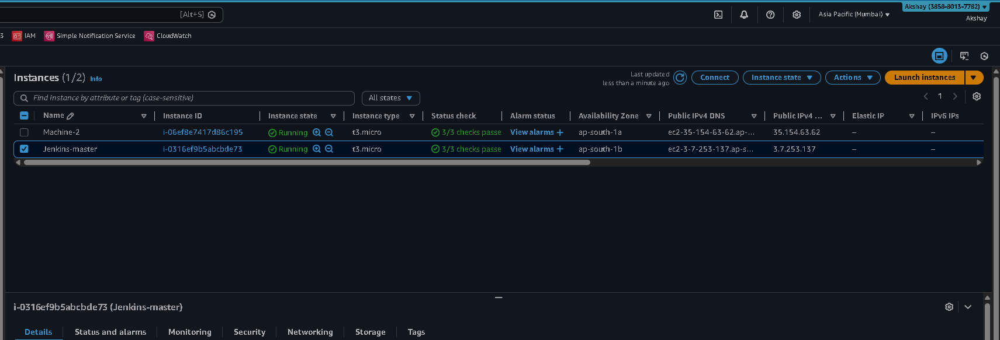 [Alt+S]
Asia Pacific (Mumbai)
Akshay (3858-8013-7782)
Akshay
3 IAM Simple Notification Service CloudWatch
Instances (1/2) Info
Last updated
less than a minute ago
Connect Instance state Actions Launch instances
Find Instance by attribute or tag (case-sensitive) All states 1
Name Instance ID Instance state Instance type Status check Alarm status Availability Zone Public IPv4 DNS Public IPv4 ... Elastic IP IPv6 IPs
Machine-2 i-06ef8e7417d86c195 Running t3.micro 3/3 checks passe View alarms + ap-south-1a ec2-35-154-63-62.ap-... 35.154.63.62 – –
Jenkins-master i-0316ef9b5abcbde73 Running t3.micro 3/3 checks passe View alarms + ap-south-1b ec2-3-7-253-137.ap-s... 3.7.253.137 – –
i-0316ef9b5abcbde73 (Jenkins-master)
Details Status and alarms Monitoring Security Networking Storage Tags